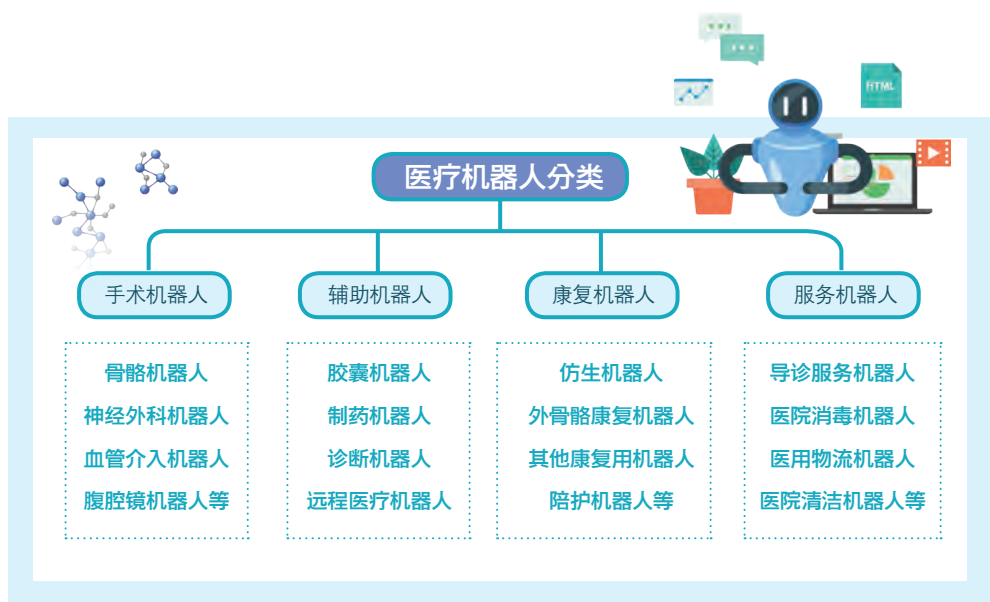 HTML
医疗机器人分类
手术机器人
辅助机器人
康复机器人
服务机器人
骨骼机器人
神经外科机器人
血管介入机器人
腹腔镜机器人等
胶囊机器人
制药机器人
诊断机器人
远程医疗机器人
仿生机器人
外骨骼康复机器人
其他康复用机器人
陪护机器人等
导诊服务机器人
医院消毒机器人
医用物流机器人
医院清洁机器人等